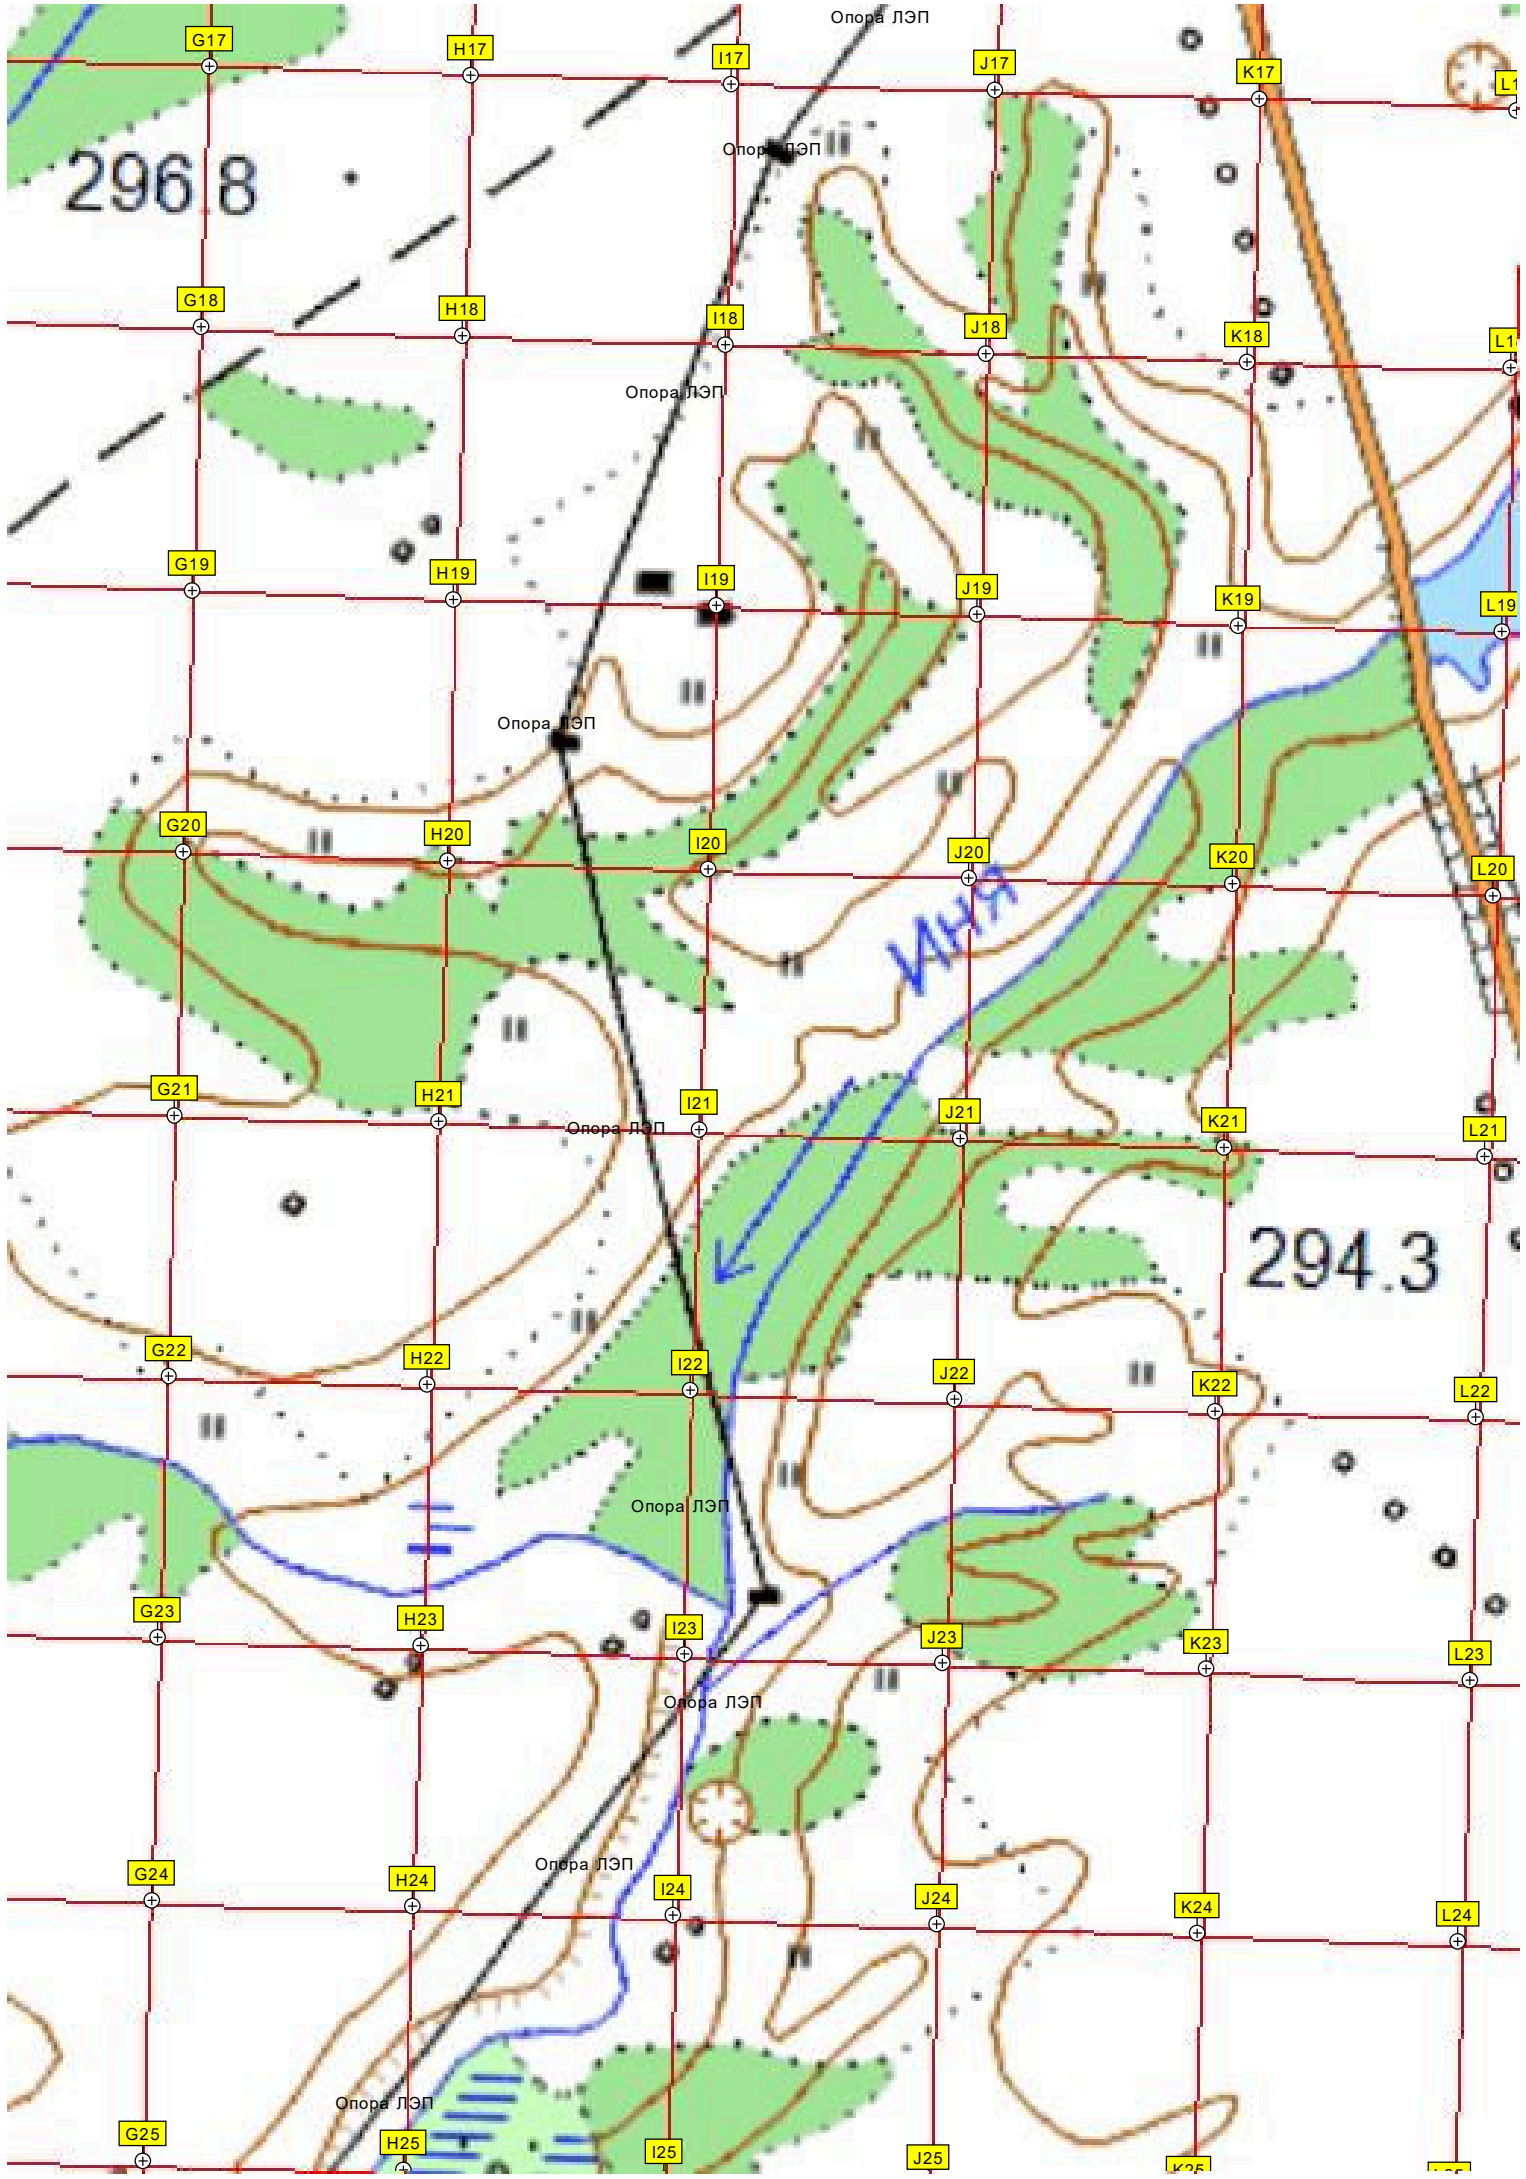 Опора ЛЭП
G17
H17
I17
J17
K17
Опора ЛЭП
296.8
G18
H18
I18
J18
K18
Опора ЛЭП
G19
H19
I19
J19
K19
L19
Опора ЛЭП
G20
H20
I20
J20
K20
L20
Иня
G21
H21
I21
J21
K21
L21
Опора ЛЭП
294.3
G22
H22
I22
J22
K22
L22
Опора ЛЭП
G23
H23
I23
J23
K23
L23
Опора ЛЭП
Опора ЛЭП
G24
H24
I24
J24
K24
L24
Опора ЛЭП
G25
H25
I25
J25
K25